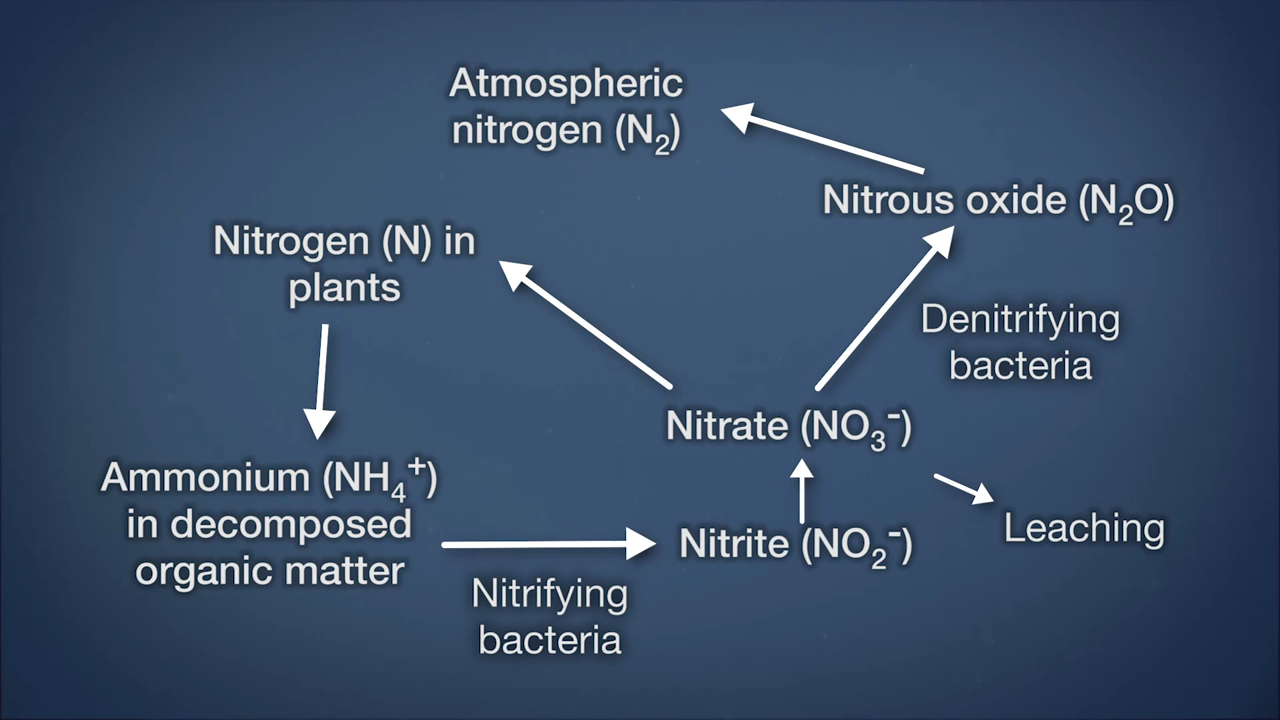 Atmospheric
nitrogen (N₂)
Nitrous oxide (N₂O)
Nitrogen (N) in
plants
Denitrifying
bacteria
Nitrate (NO₃⁻)
Ammonium (NH₄⁺)
in decomposed
organic matter
Leaching
Nitrite (NO₂⁻)
Nitrifying
bacteria